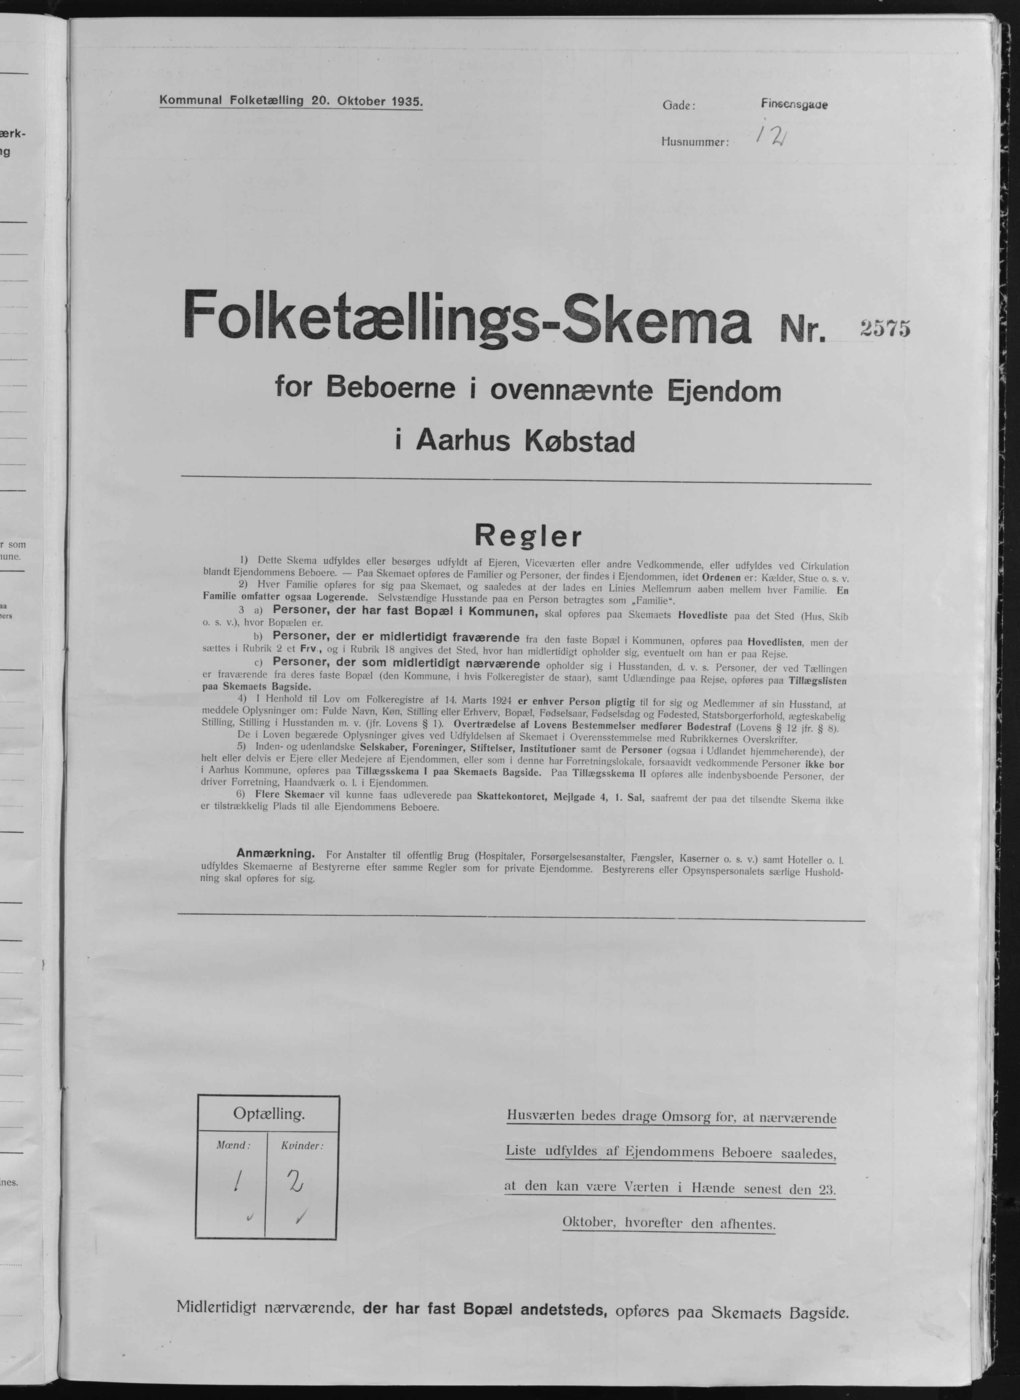 Kommunal Folketælling 20. Oktober 1935.
Gade: Finsensgade
Husnummer: 12
Folketællings-Skema Nr. 2575
for Beboerne i ovennævnte Ejendom
i Aarhus Købstad
Regler
1) Dette Skema udfyldes eller besørges udfyldt af Ejeren, Viceværten eller andre Vedkommende, eller udfyldes ved Cirkulation
blandt Ejendommens Beboere. — Paa Skemaet opføres de Familier og Personer, der findes i Ejendommen, idet Ordenen er: Kælder, Stue o. s. v.
2) Hver Familie opføres for sig paa Skemaet, og saaledes at der lades en Linies Mellemrum aaben mellem hver Familie. En
Familie omfatter ogsaa Logerende. Selvstændige Husstande paa en Person betragtes som „Familie“.
3 a) Personer, der har fast Bopæl i Kommunen, skal opføres paa Skemaets Hovedliste paa det Sted (Hus, Skib
o. s. v.), hvor Bopælen er.
b) Personer, der er midlertidigt fraværende fra den faste Bopæl i Kommunen, opføres paa Hovedlisten, men der
sættes i Rubrik 2 et Frv., og i Rubrik 18 angives det Sted, hvor han midlertidigt opholder sig, eventuelt om han er paa Rejse.
c) Personer, der som midlertidigt nærværende opholder sig i Husstanden, d. v. s. Personer, der ved Tællingen
er fraværende fra deres faste Bopæl (den Kommune, i hvis Folkeregister de staar), samt Udlændinge paa Rejse, opføres paa Tillægslisten
paa Skemaets Bagside.
4) I Henhold til Lov om Folkeregistre af 14. Marts 1924 er enhver Person pligtig til for sig og Medlemmer af sin Husstand, at
meddele Oplysninger om: Fulde Navn, Køn, Stilling eller Erhverv, Bopæl, Fødselsaar, Fødselsdag og Fødested, Statsborgerforhold, ægteskabelig
Stilling, Stilling i Husstanden m. v. (jfr. Lovens § 1). Overtrædelse af Lovens Bestemmelser medfører Bødestraf (Lovens § 12 jfr. § 8).
De i Loven begærede Oplysninger gives ved Udfyldelsen af Skemaet i Overensstemmelse med Rubrikkernes Overskrifter.
5) Inden- og udenlandske Selskaber, Foreninger, Stiftelser, Institutioner samt de Personer (ogsaa i Udlandet hjemmehørende), der
helt eller delvis er Ejere eller Medejere af Ejendommen, eller som i denne har Forretningslokale, forsaavidt vedkommende Personer ikke bor
i Aarhus Kommune, opføres paa Tillægsskema I paa Skemaets Bagside. Paa Tillægsskema II opføres alle indenbysboende Personer, der
driver Forretning, Haandværk o. l. i Ejendommen.
6) Flere Skemaer vil kunne faas udleverede paa Skattekontoret, Mejlgade 4, 1. Sal, saafremt der paa det tilsendte Skema ikke
er tilstrækkelig Plads til alle Ejendommens Beboere.
Anmærkning. For Anstalter til offentlig Brug (Hospitaler, Forsørgelsesanstalter, Fængsler, Kaserner o. s. v.) samt Hoteller o. l.
udfyldes Skemaerne af Bestyrerne efter samme Regler som for private Ejendomme. Bestyrerens eller Opsynspersonalets særlige Hushold-
ning skal opføres for sig.
Optælling.
Mænd: Kvinder:
1 2
Husværten bedes drage Omsorg for, at nærværende
Liste udfyldes af Ejendommens Beboere saaledes,
at den kan være Værten i Hænde senest den 23.
Oktober, hvorefter den afhentes.
Midlertidigt nærværende, der har fast Bopæl andetsteds, opføres paa Skemaets Bagside.